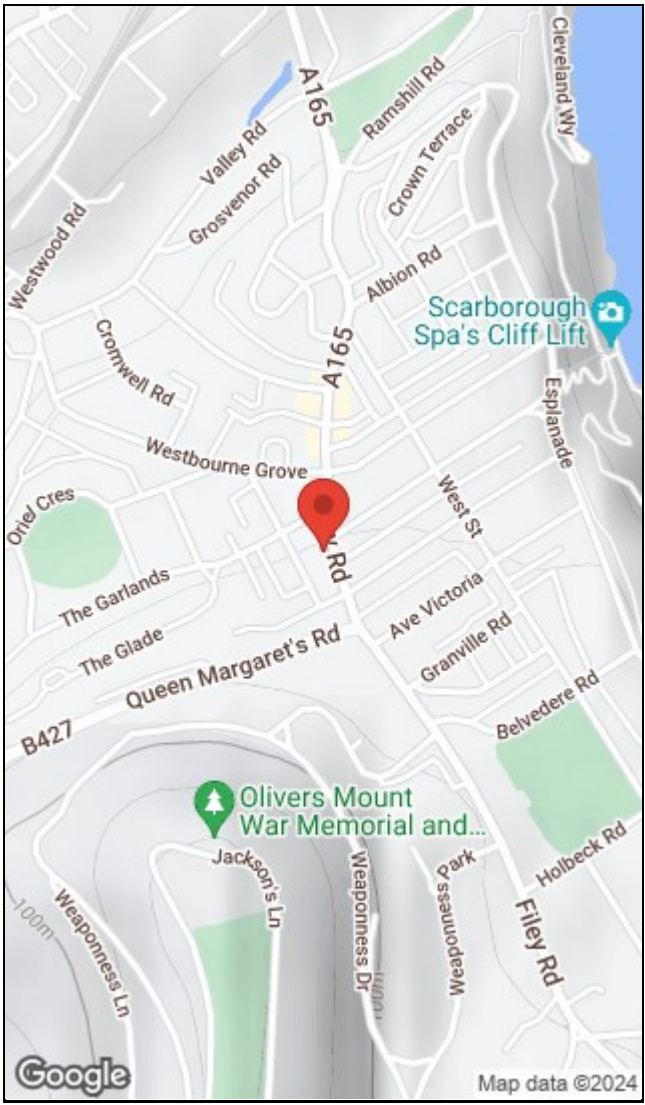 Cleveland Wy
A165
Ramshill Rd
Valley Rd
Crown Terrace
Grosvenor Rd
Westwood Rd
Albion Rd
Scarborough
Spa's Cliff Lift
A165
Cromwell Rd
Esplanade
Westbourne Grove
West St
Oriel Cres
Rd
The Garlands
Ave Victoria
The Glade
Granville Rd
Queen Margaret's Rd
Belvedere Rd
B427
Olivers Mount
War Memorial and...
Jackson's Ln
Holbeck Rd
Weaponness Park
Weaponness Dr
Weaponness Ln
100m
Filey Rd
100m
Google
Map data ©2024